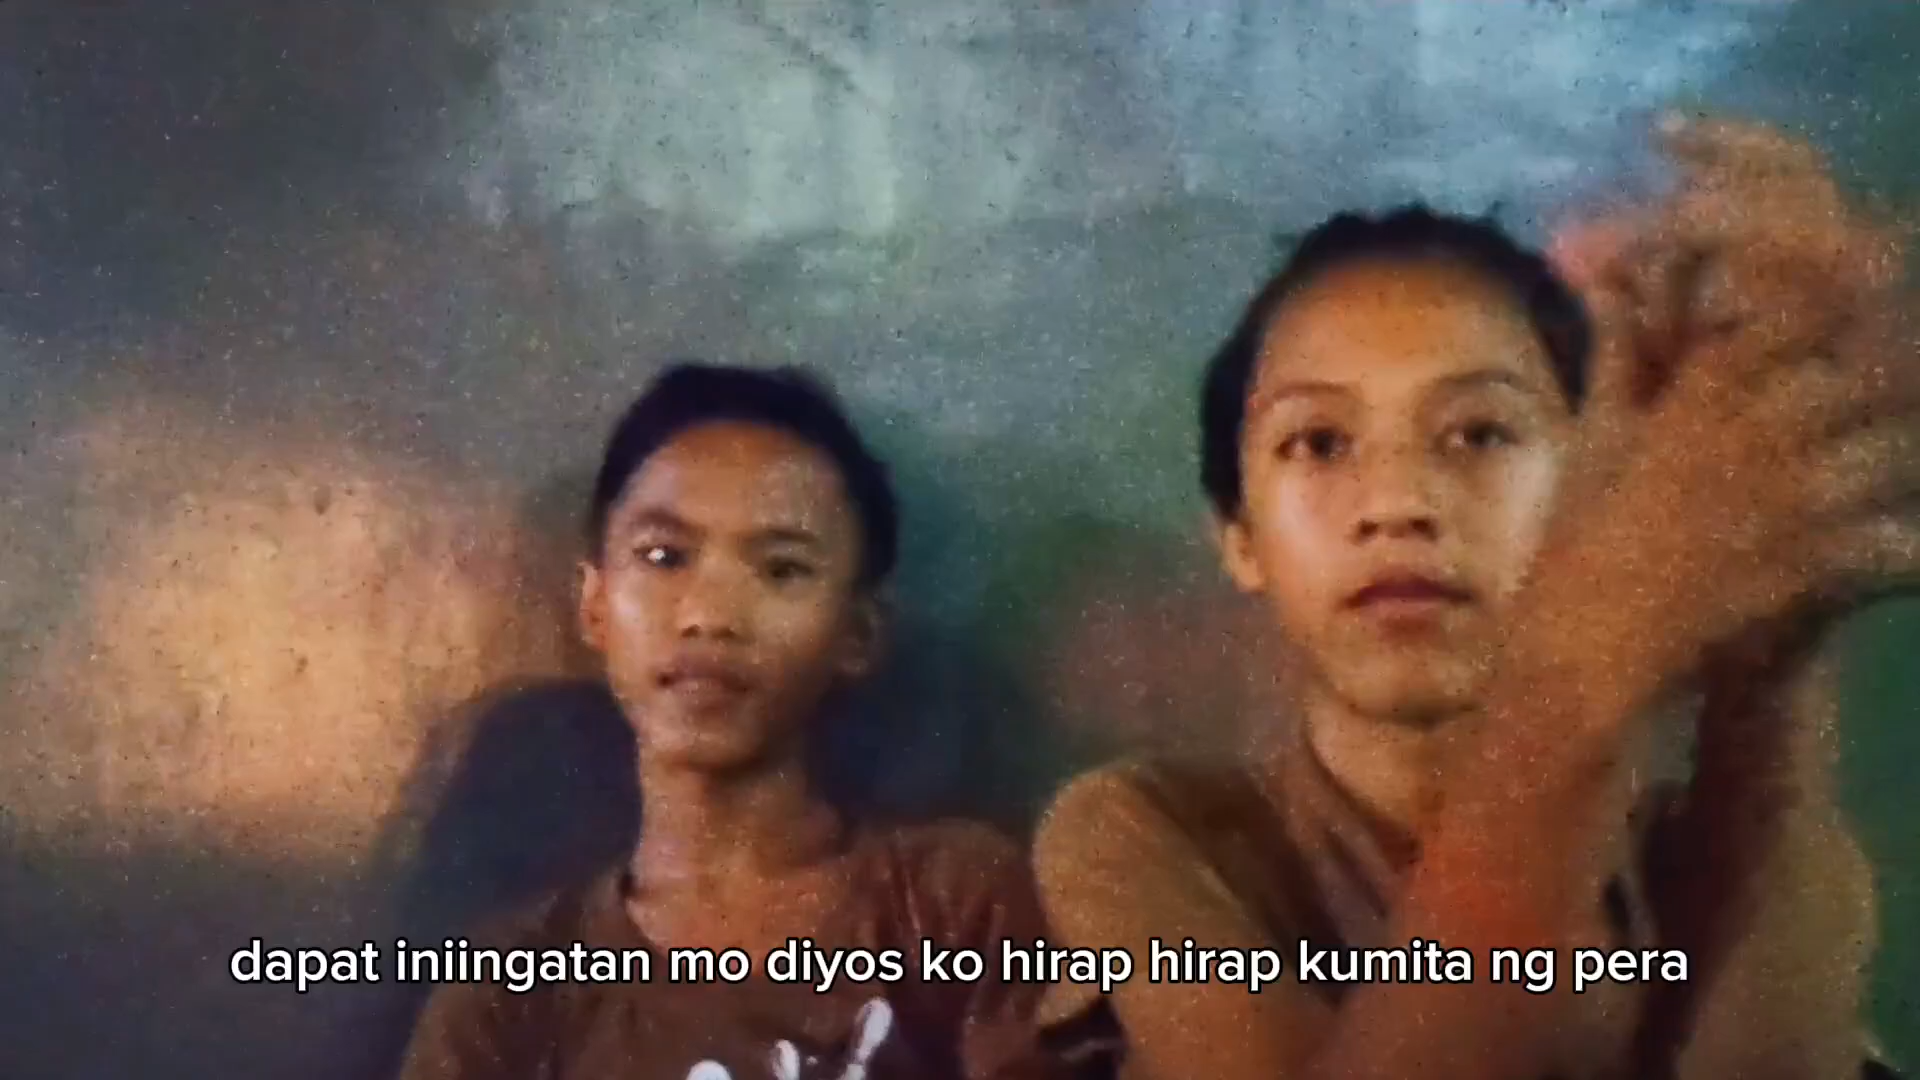 dapat iniingatan mo diyos ko hirap hirap kumita ng pera